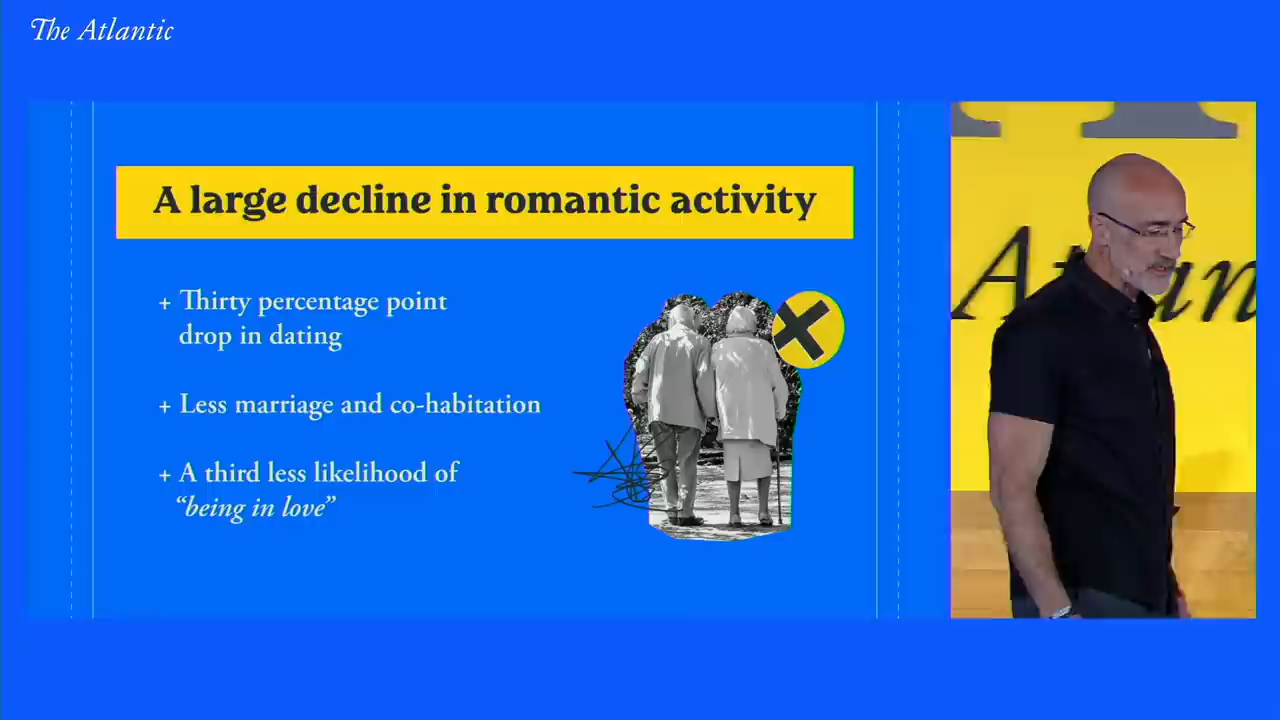 The Atlantic
A large decline in romantic activity
+ Thirty percentage point
drop in dating
+ Less marriage and co-habitation
+ A third less likelihood of
“being in love”